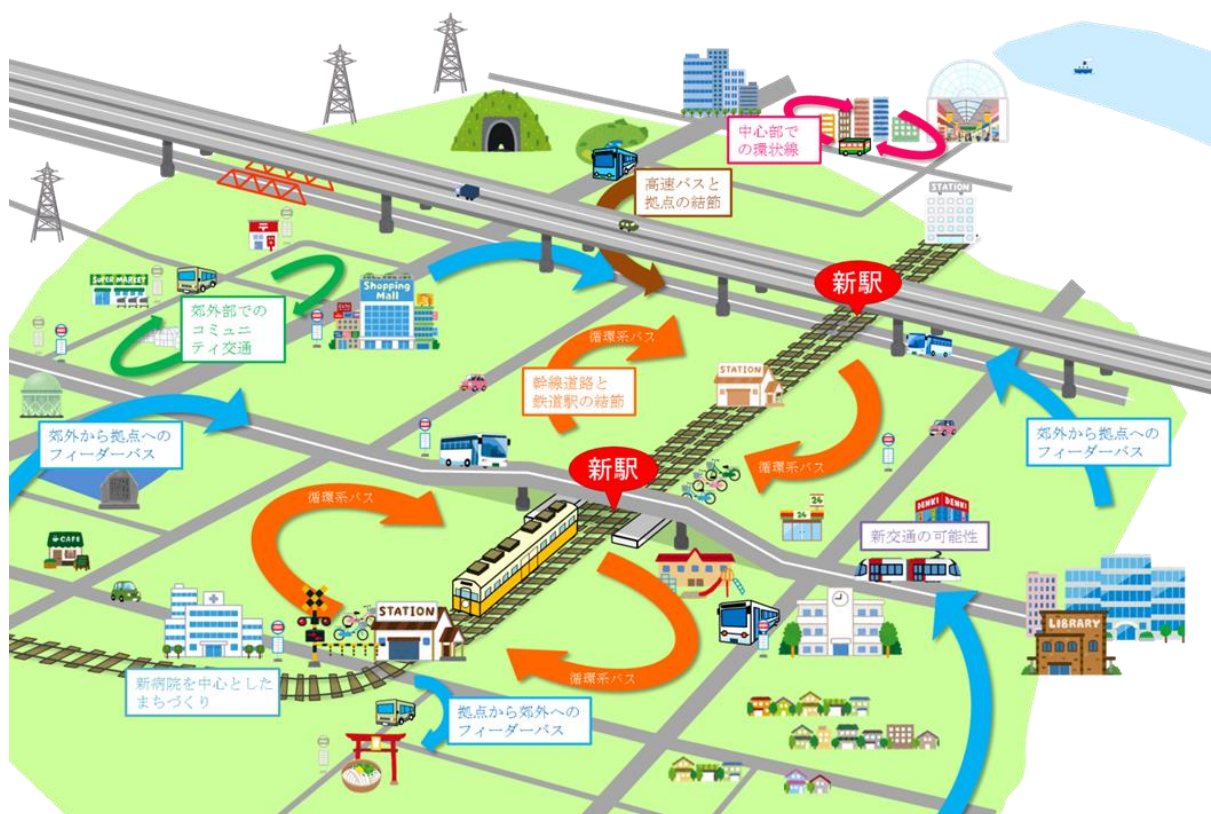 中心部で
の環状線
高速バスと
拠点の結節
STATION
SUPER MARKET
郊外部での
コミュニ
ティ交通
Shopping
Mall
新駅
循環系バス
幹線道路と
鉄道駅の結節
STATION
郊外から拠点への
フィーダーバス
新駅
循環系バス
郊外から拠点への
フィーダーバス
循環系バス
24
24
DENKI DENKI
新交通の可能性
CAFE
STATION
LIBRARY
新病院を中心とした
まちづくり
循環系バス
拠点から郊外への
フィーダーバス